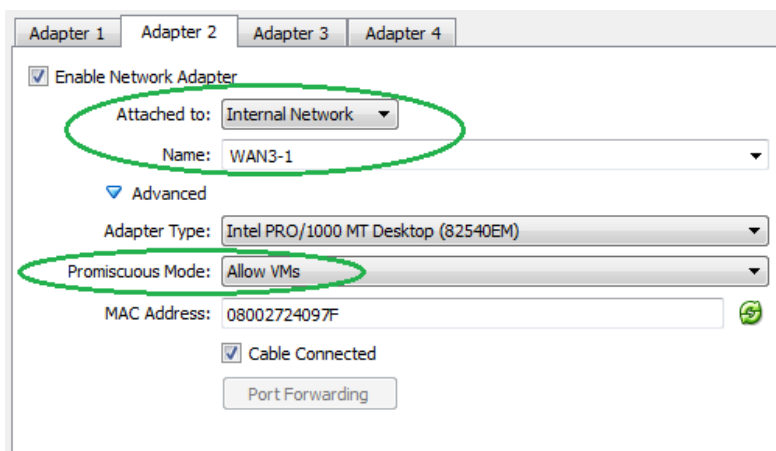 Adapter 1 Adapter 2 Adapter 3 Adapter 4
Enable Network Adapter
Attached to: Internal Network
Name: WAN3-1
Advanced
Adapter Type: Intel PRO/1000 MT Desktop (82540EM)
Promiscuous Mode: Allow VMs
MAC Address: 08002724097F
Cable Connected
Port Forwarding